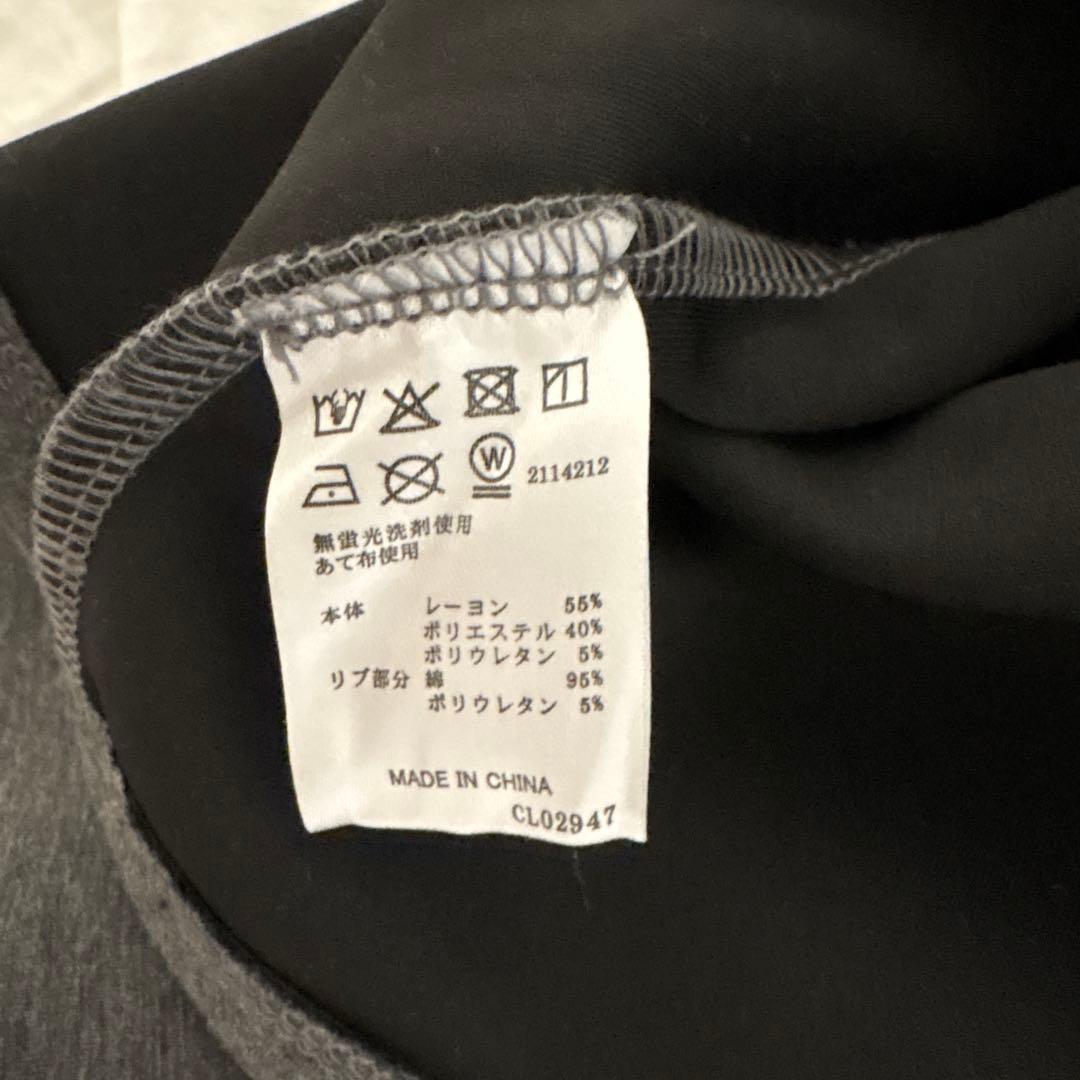 W 2114212
無蛍光洗剤使用
あて布使用
本体 レーヨン 55%
ポリエステル 40%
ポリウレタン 5%
リブ部分 綿 95%
ポリウレタン 5%
MADE IN CHINA
CL02947